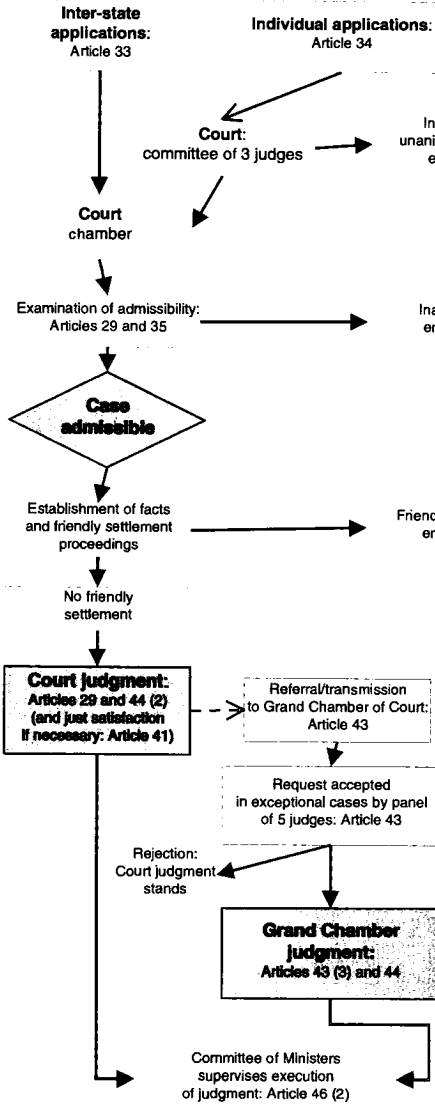 Inter-state
applications:
Article 33
Individual applications:
Article 34
Court:
committee of 3 judges
Court
chamber
Examination of admissibility:
Articles 29 and 35
Case
admissible
Establishment of facts
and friendly settlement
proceedings
No friendly
settlement
Court judgment:
Articles 29 and 44 (2)
(and just satisfaction
if necessary: Article 41)
Referral/transmission
to Grand Chamber of Court:
Article 43
Request accepted
in exceptional cases by panel
of 5 judges: Article 43
Rejection:
Court judgment
stands
Grand Chamber
judgment:
Articles 43 (3) and 44
Committee of Ministers
supervises execution
of judgment: Article 46 (2)